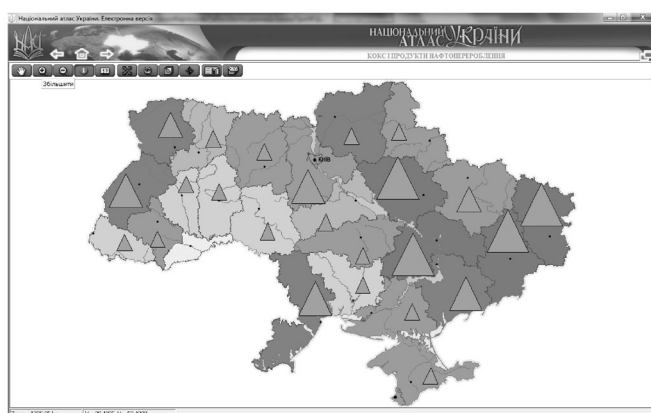 Національний атлас України. Електронна версія
НАЦІОНАЛЬНИЙ
АТЛАС УКРАЇНИ
КОКС І ПРОДУКТИ НАФТОПЕРЕРОБЛЕННЯ
Збільшити
КИЇВ